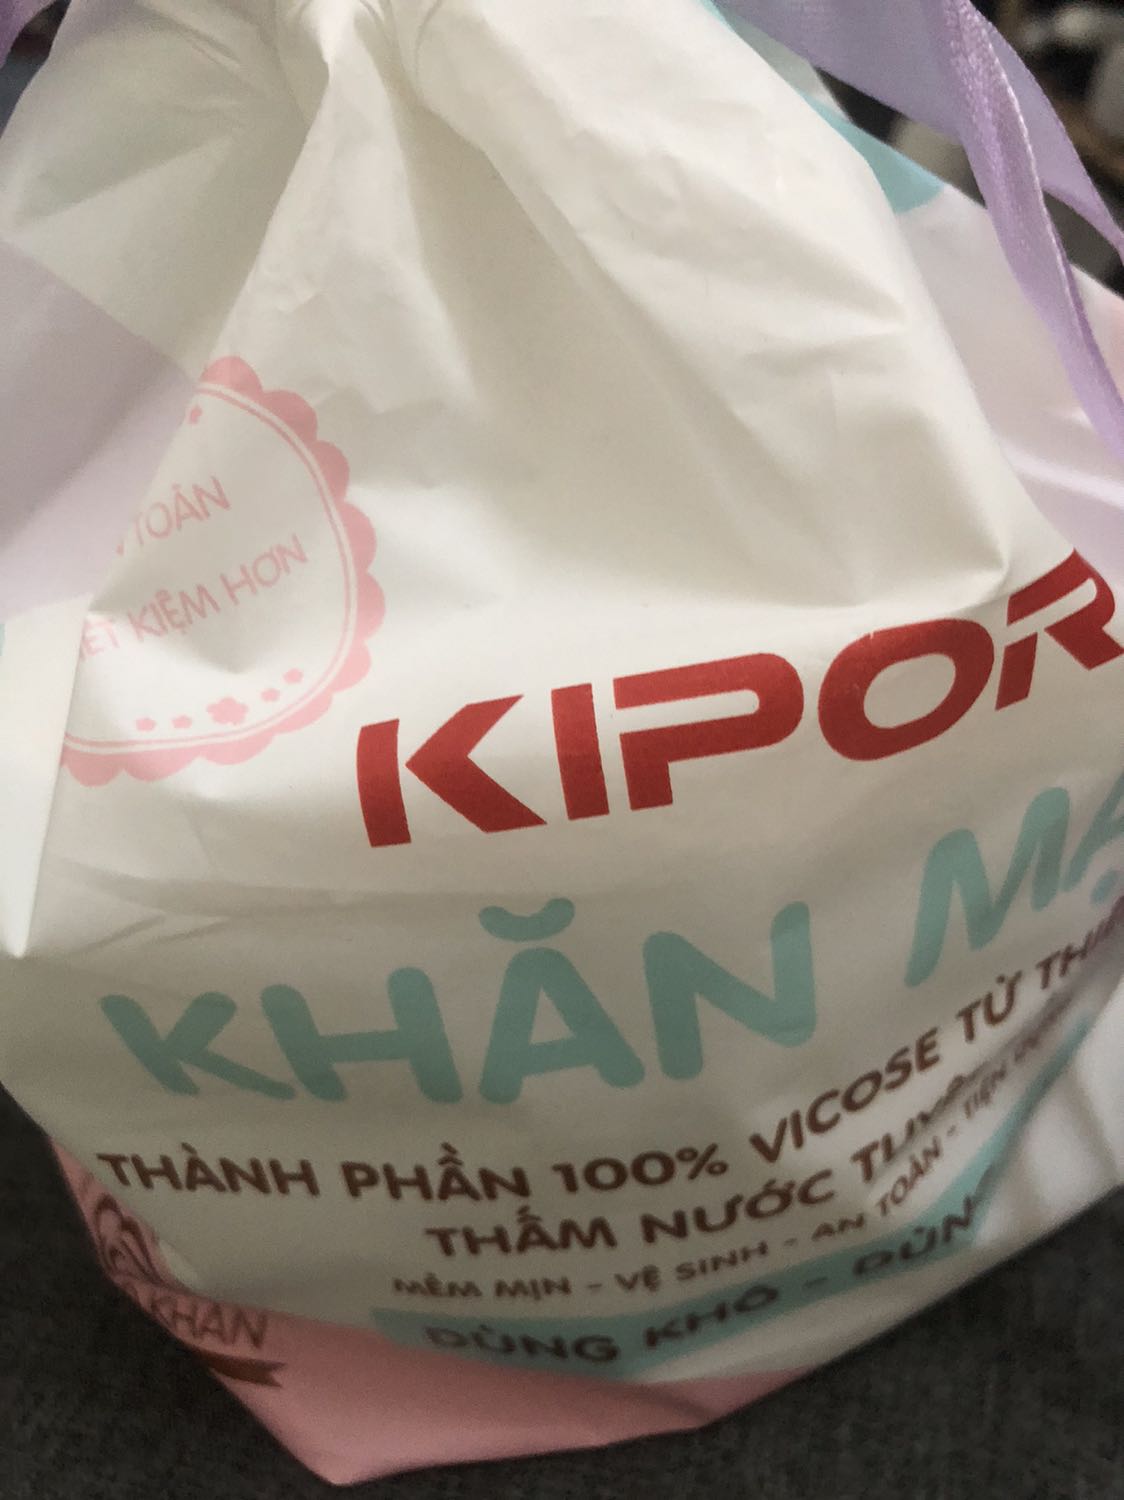 TOÀN
KIỆM HƠN
KIPOR
KHĂN
THÀNH PHẦN 100% VICOSE TỪ
THẤM NƯỚC
MỀM MỊN - VỆ SINH - AN TOÀN - TIỆN
DÙNG KHÔ -
KHĂN